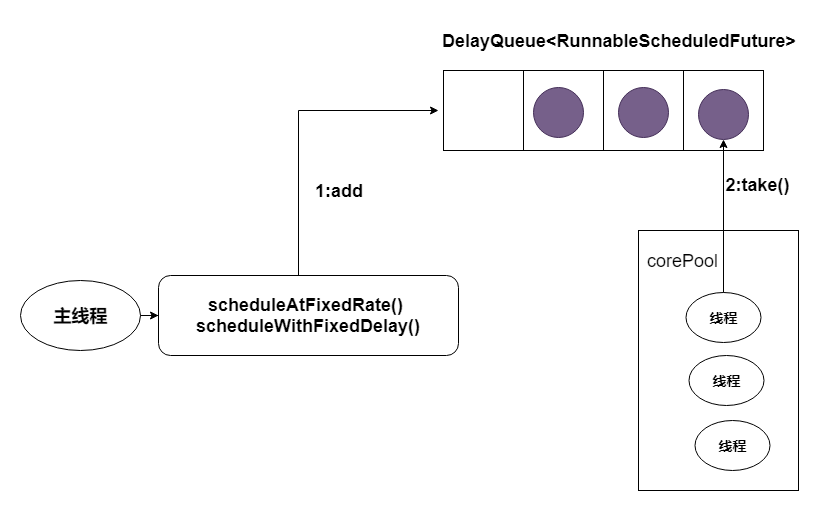 DelayQueue<RunnableScheduledFuture>
1:add
2:take()
corePool
主线程
scheduleAtFixedRate()
scheduleWithFixedDelay()
线程
线程
线程